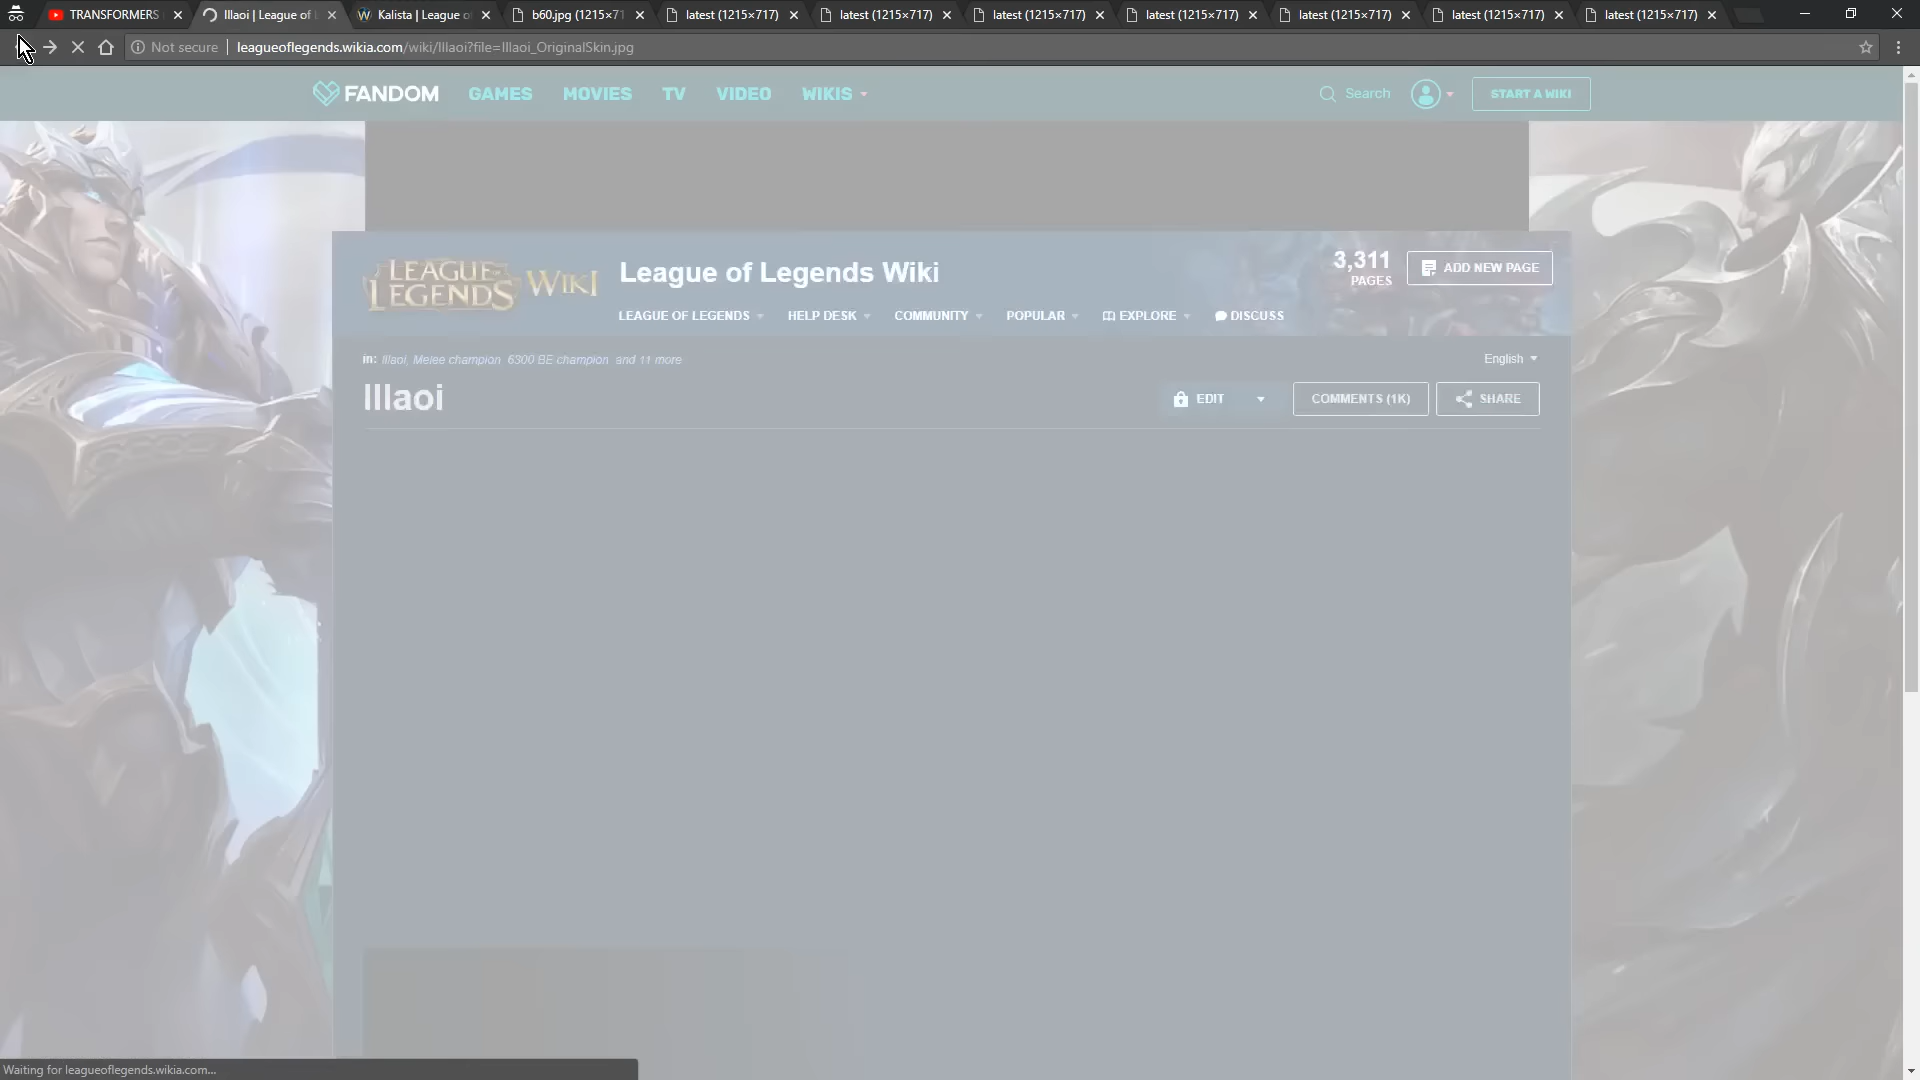 TRANSFORMERS
Illaoi | League of L
Kalista | League of
b60.jpg (1215×71
latest (1215×717)
latest (1215×717)
latest (1215×717)
latest (1215×717)
latest (1215×717)
latest (1215×717)
latest (1215×717)
Not secure
leagueoflegends.wikia.com/wiki/Illaoi?file=Illaoi_OriginalSkin.jpg
FANDOM
GAMES
MOVIES
TV
VIDEO
WIKIS
Search
START A WIKI
LEAGUE OF LEGENDS WIKI
League of Legends Wiki
3,311
PAGES
ADD NEW PAGE
LEAGUE OF LEGENDS
HELP DESK
COMMUNITY
POPULAR
EXPLORE
DISCUSS
in: Illaoi, Melee champion, 6300 BE champion, and 11 more
English
Illaoi
EDIT
COMMENTS (1K)
SHARE
Waiting for leagueoflegends.wikia.com...